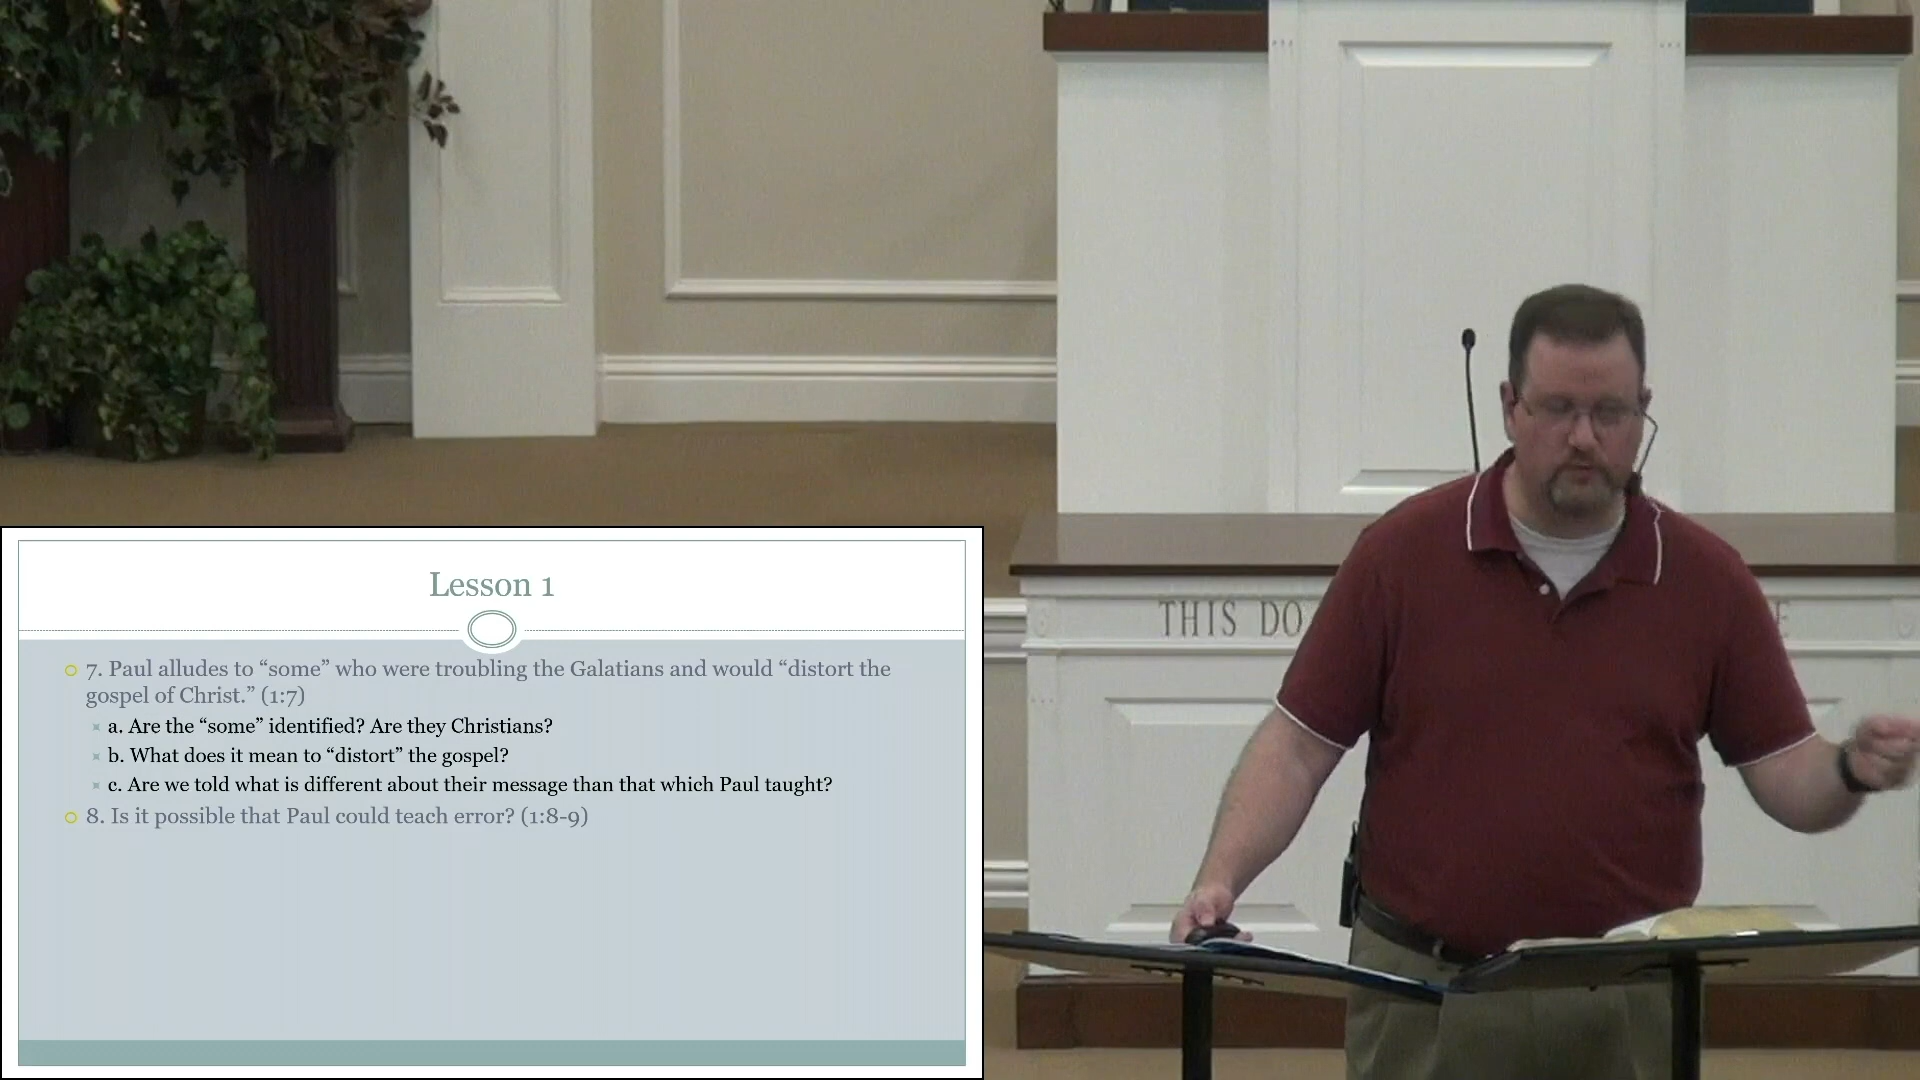 THIS DO
E
Lesson 1
7. Paul alludes to “some” who were troubling the Galatians and would “distort the
gospel of Christ.” (1:7)
a. Are the “some” identified? Are they Christians?
b. What does it mean to “distort” the gospel?
c. Are we told what is different about their message than that which Paul taught?
8. Is it possible that Paul could teach error? (1:8-9)